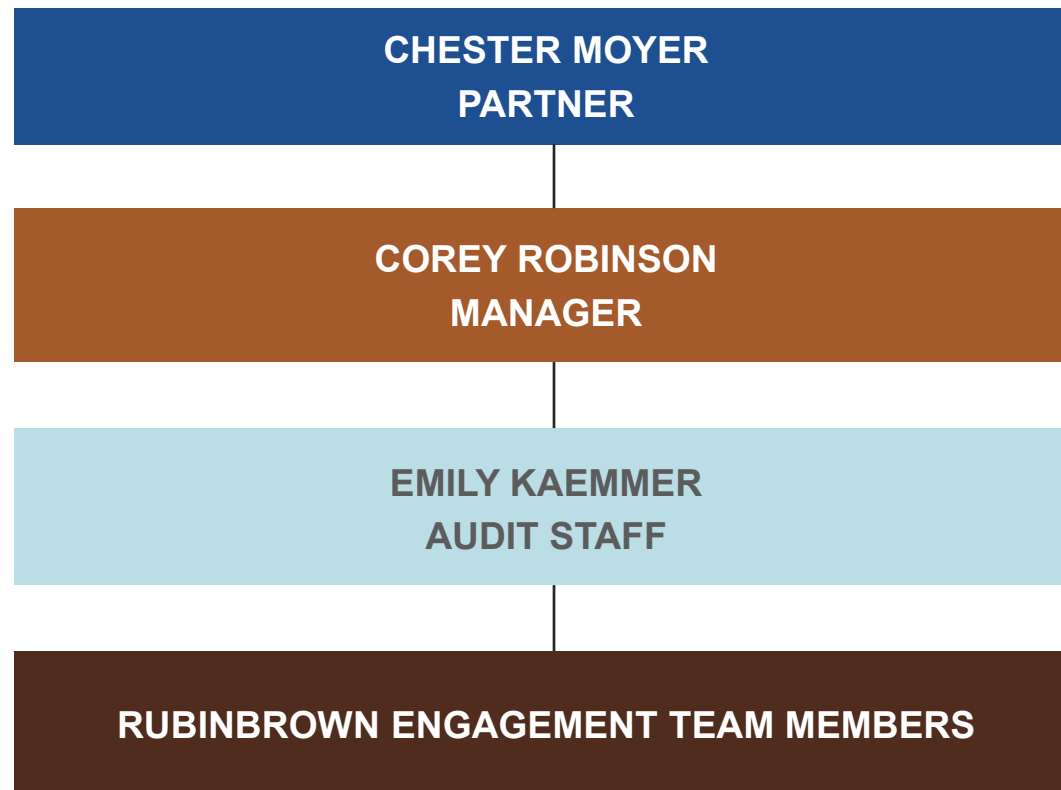 CHESTER MOYER
PARTNER
COREY ROBINSON
MANAGER
EMILY KAEMMER
AUDIT STAFF
RUBINBROWN ENGAGEMENT TEAM MEMBERS